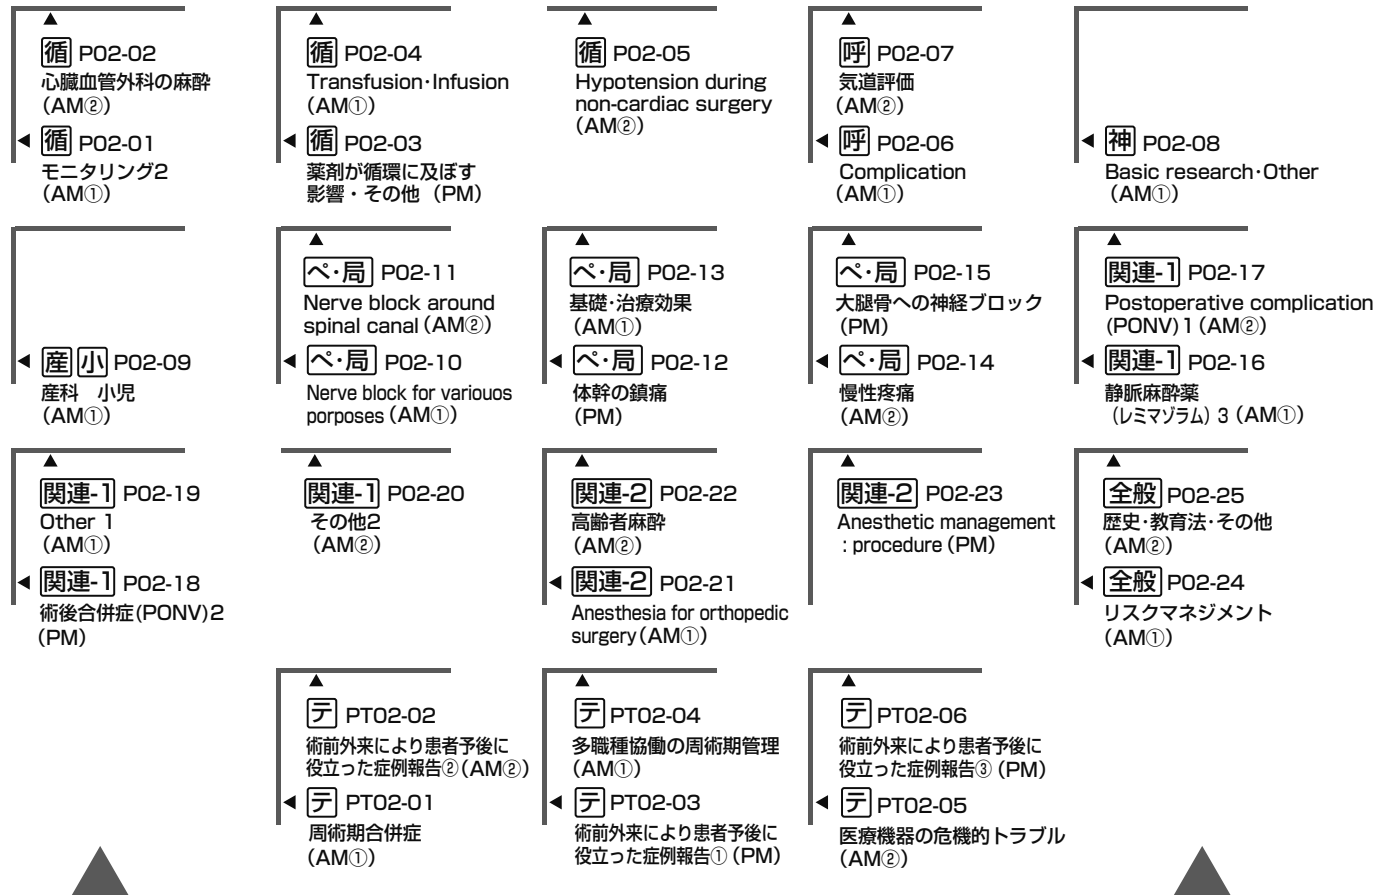 循 P02-02
心臓血管外科の麻酔
(AM②)
循 P02-01
モニタリング2
(AM①)
循 P02-04
Transfusion・Infusion
(AM①)
循 P02-03
薬剤が循環に及ぼす
影響・その他 (PM)
循 P02-05
Hypotension during
non-cardiac surgery
(AM②)
呼 P02-07
気道評価
(AM②)
呼 P02-06
Complication
(AM①)
神 P02-08
Basic research・Other
(AM①)
産 小 P02-09
産科 小児
(AM①)
ペ・局 P02-11
Nerve block around
spinal canal (AM②)
ペ・局 P02-10
Nerve block for variouos
porposes (AM①)
ペ・局 P02-13
基礎・治療効果
(AM①)
ペ・局 P02-12
体幹の鎮痛
(PM)
ペ・局 P02-15
大腿骨への神経ブロック
(PM)
ペ・局 P02-14
慢性疼痛
(AM②)
関連-1 P02-17
Postoperative complication
(PONV) 1 (AM②)
関連-1 P02-16
静脈麻酔薬
(レミマゾラム) 3 (AM①)
関連-1 P02-19
Other 1
(AM①)
関連-1 P02-18
術後合併症(PONV)2
(PM)
関連-1 P02-20
その他2
(AM②)
関連-2 P02-22
高齢者麻酔
(AM②)
関連-2 P02-21
Anesthesia for orthopedic
surgery (AM①)
関連-2 P02-23
Anesthetic management
: procedure (PM)
全般 P02-25
歴史・教育法・その他
(AM②)
全般 P02-24
リスクマネジメント
(AM①)
テ PT02-02
術前外来により患者予後に
役立った症例報告② (AM②)
テ PT02-01
周術期合併症
(AM①)
テ PT02-04
多職種協働の周術期管理
(AM①)
テ PT02-03
術前外来により患者予後に
役立った症例報告① (PM)
テ PT02-06
術前外来により患者予後に
役立った症例報告③ (PM)
テ PT02-05
医療機器の危機的トラブル
(AM②)